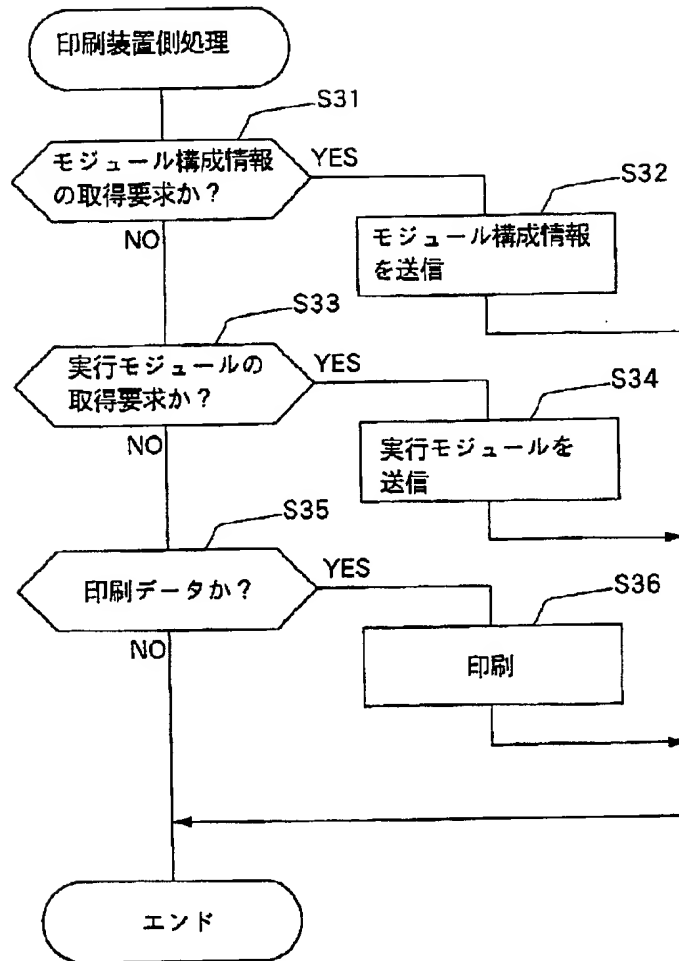 印刷装置側処理
S31
モジュール構成情報
の取得要求か?
YES
S32
モジュール構成情報
を送信
NO
S33
実行モジュールの
取得要求か?
YES
S34
実行モジュールを
送信
NO
S35
印刷データか?
YES
S36
印刷
NO
エンド